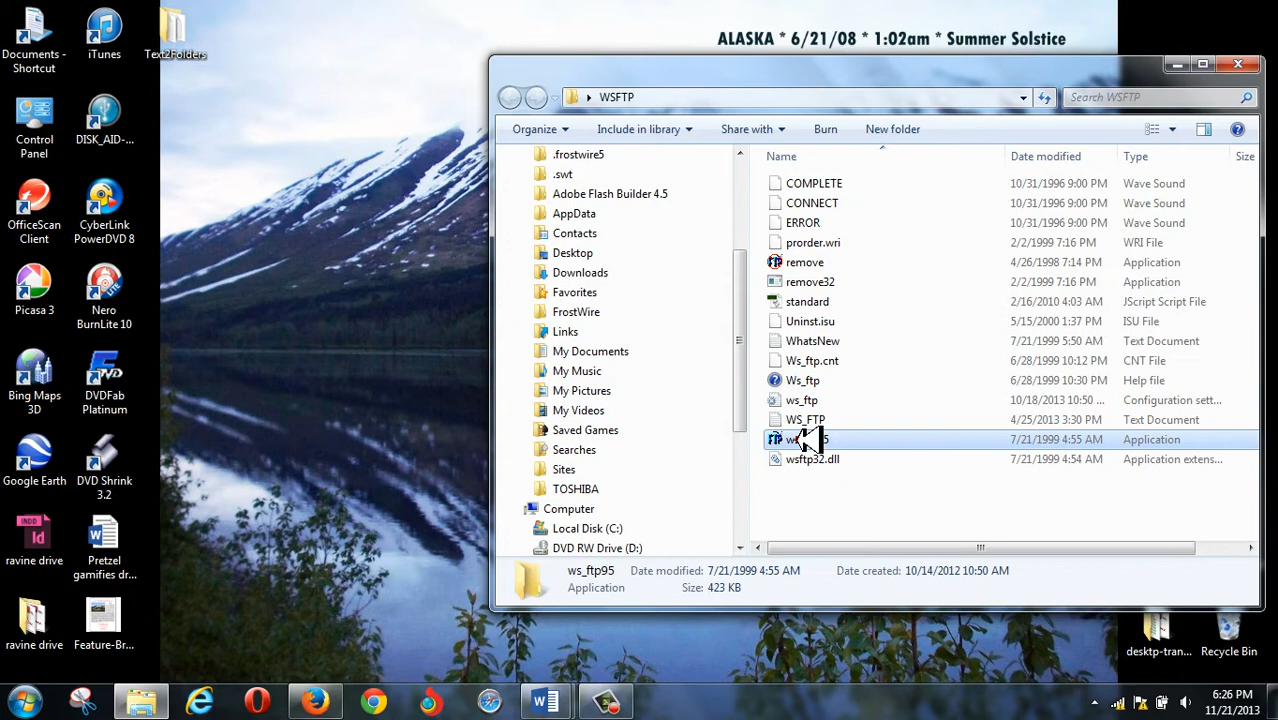 Documents - Shortcut
iTunes
Text2Folders
Control Panel
DISK_AID-...
OfficeScan Client
CyberLink PowerDVD 8
Picasa 3
Nero BurnLite 10
Bing Maps 3D
DVDFab Platinum
Google Earth
DVD Shrink 3.2
ravine drive
Pretzel gamifies dr...
ravine drive
Feature-Br...
ALASKA * 6/21/08 * 1:02am * Summer Solstice
WSFTP
Search WSFTP
Organize Include in library Share with Burn New folder
.frostwire5
.swt
Adobe Flash Builder 4.5
AppData
Contacts
Desktop
Downloads
Favorites
FrostWire
Links
My Documents
My Music
My Pictures
My Videos
Saved Games
Searches
Sites
TOSHIBA
Computer
Local Disk (C:)
DVD RW Drive (D:)
Name Date modified Type Size
COMPLETE 10/31/1996 9:00 PM Wave Sound
CONNECT 10/31/1996 9:00 PM Wave Sound
ERROR 10/31/1996 9:00 PM Wave Sound
prorder.wri 2/2/1999 7:16 PM WRI File
remove 4/26/1998 7:14 PM Application
remove32 2/2/1999 7:16 PM Application
standard 2/16/2010 4:03 AM JScript Script File
Uninst.isu 5/15/2000 1:37 PM ISU File
WhatsNew 7/21/1999 5:55 AM Text Document
Ws_ftp.cnt 6/28/1999 10:12 PM CNT File
Ws_ftp 6/28/1999 10:30 PM Help file
ws_ftp 10/18/2013 10:50 ... Configuration sett...
WS_FTP 4/25/2013 3:30 PM Text Document
7/21/1999 4:55 AM Application
wsftp32.dll 7/21/1999 4:54 AM Application extens...
ws_ftp95 Date modified: 7/21/1999 4:55 AM Date created: 10/14/2012 10:50 AM
Application Size: 423 KB
desktp-tran...
Recycle Bin
6:26 PM
11/21/2013